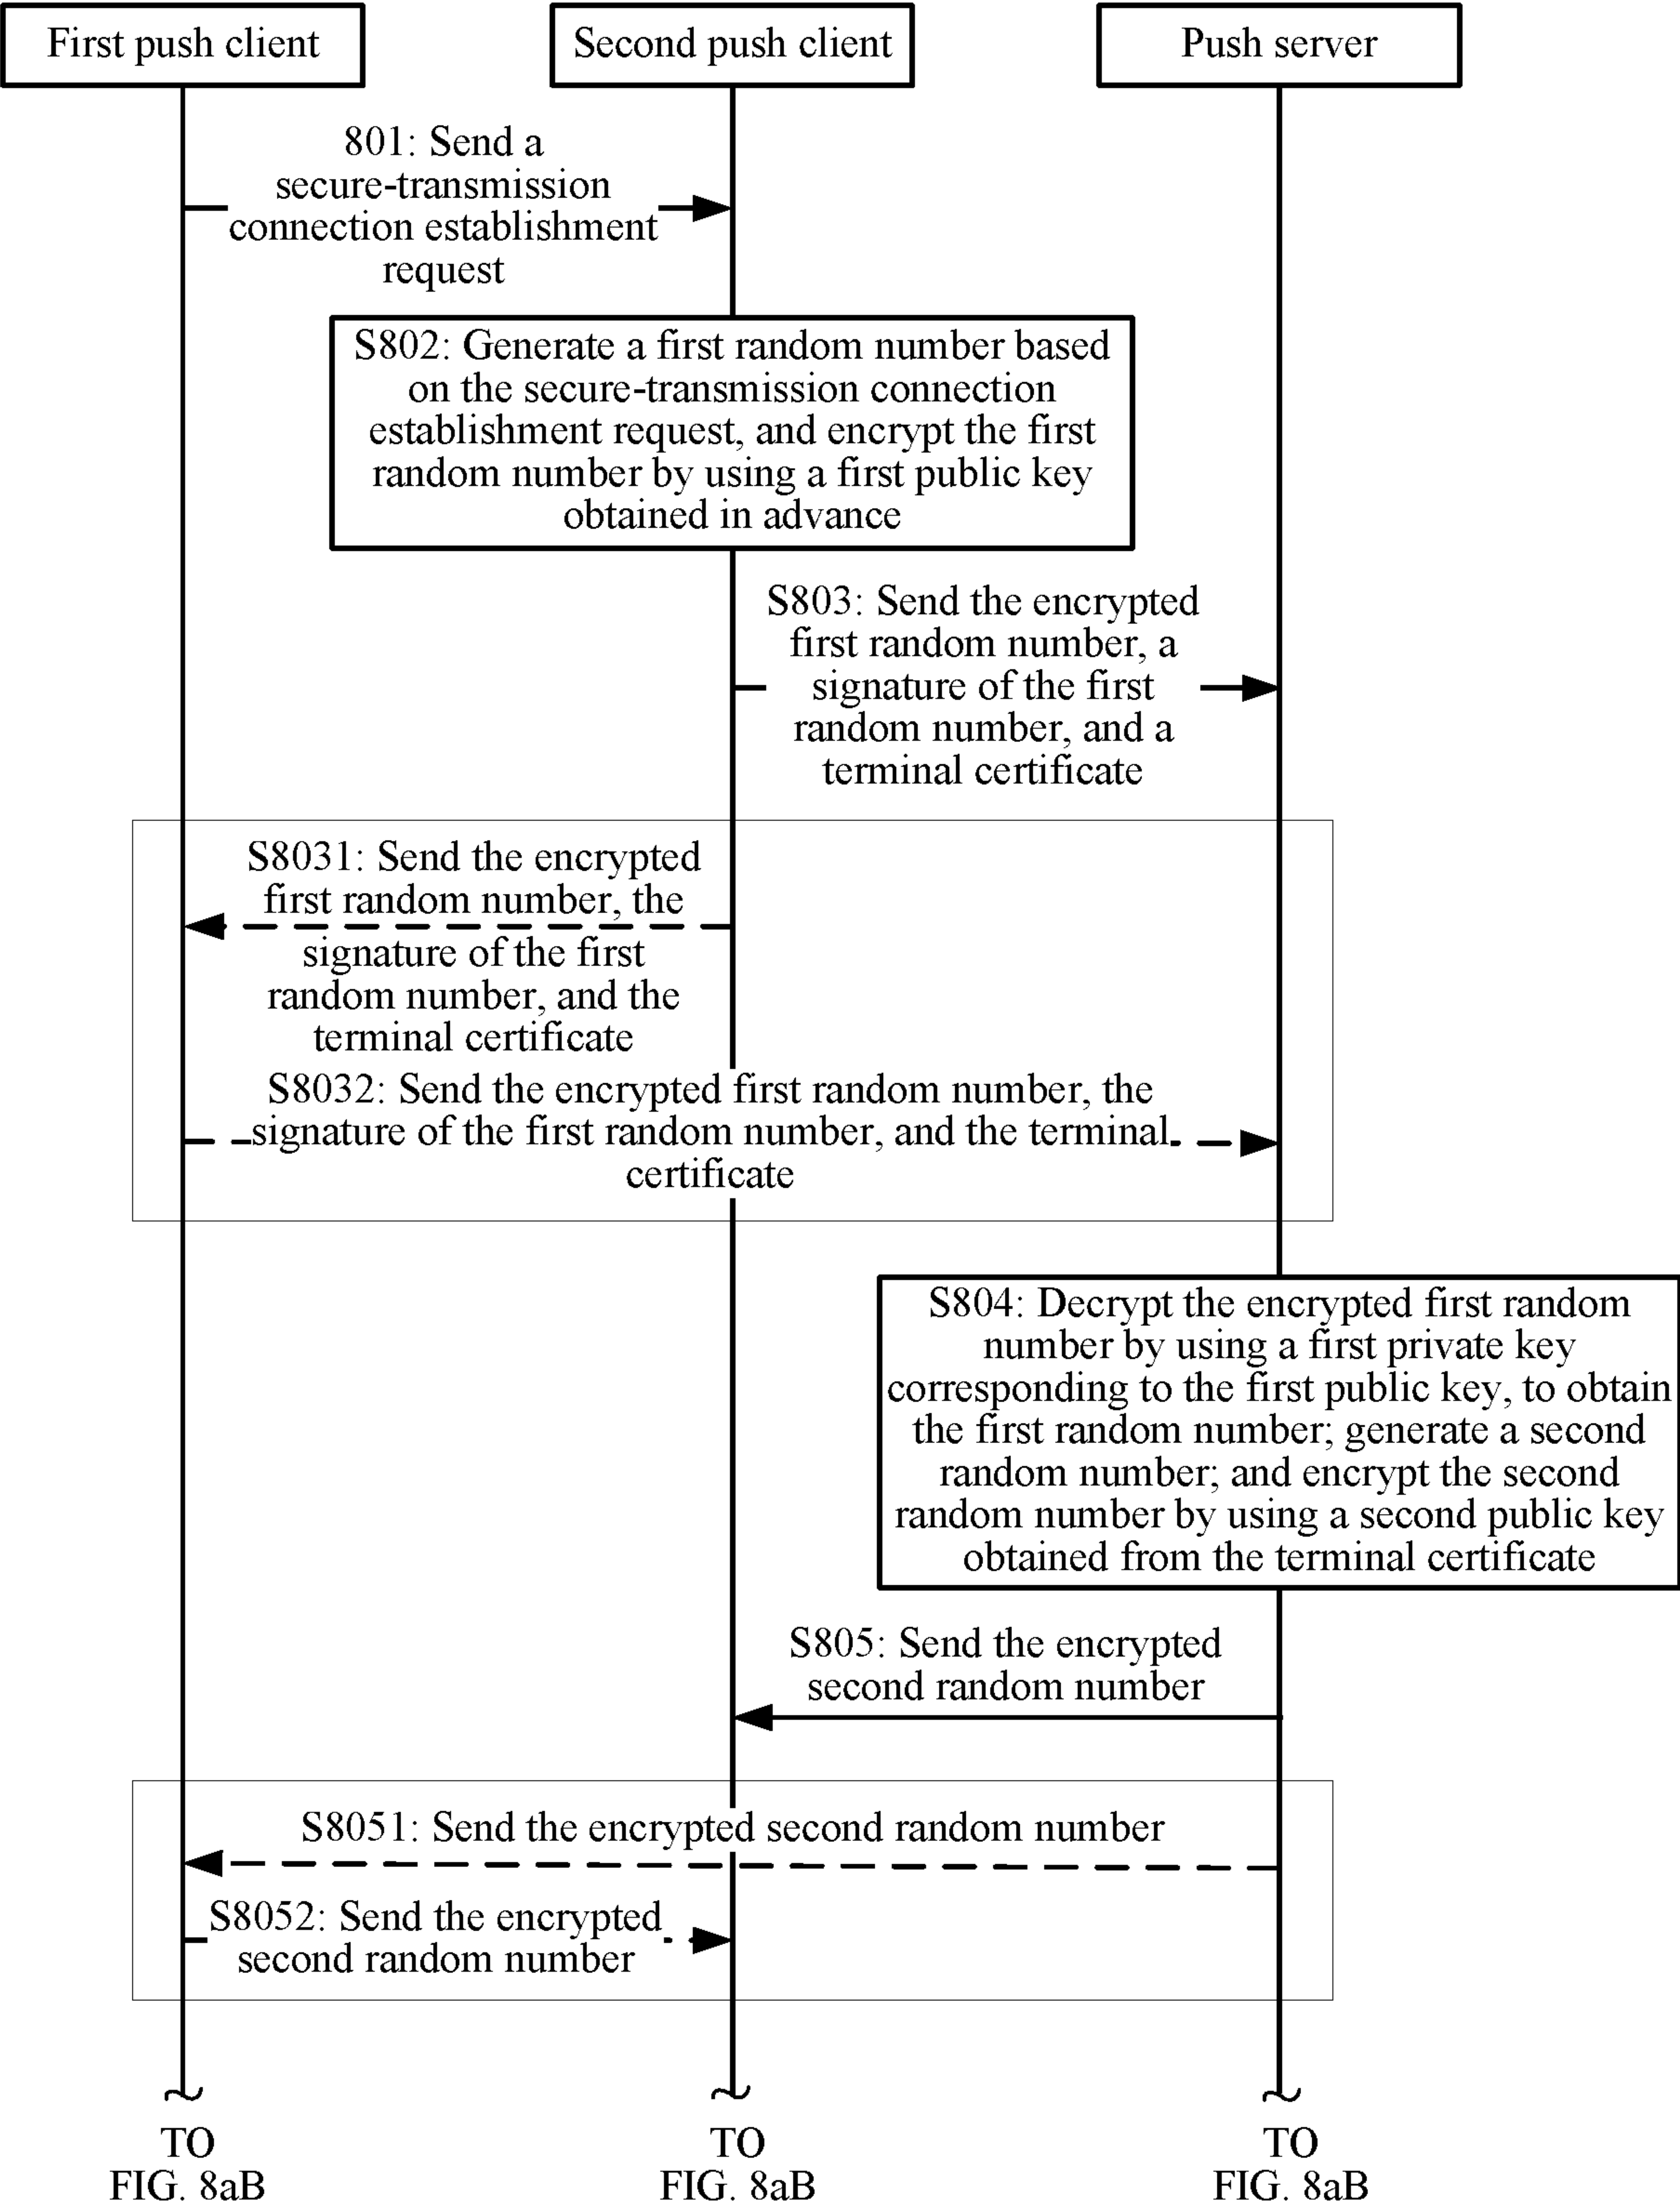 First push client
Second push client
Push server
801: Send a
secure-transmission
connection establishment
request
S802: Generate a first random number based
on the secure-transmission connection
establishment request, and encrypt the first
random number by using a first public key
obtained in advance
S803: Send the encrypted
first random number, a
signature of the first
random number, and a
terminal certificate
S8031: Send the encrypted
first random number, the
signature of the first
random number, and the
terminal certificate
S8032: Send the encrypted first random number, the
signature of the first random number, and the terminal
certificate
S804: Decrypt the encrypted first random
number by using a first private key
corresponding to the first public key, to obtain
the first random number; generate a second
random number; and encrypt the second
random number by using a second public key
obtained from the terminal certificate
S805: Send the encrypted
second random number
S8051: Send the encrypted second random number
S8052: Send the encrypted
second random number
TO
FIG. 8aB
TO
FIG. 8aB
TO
FIG. 8aB